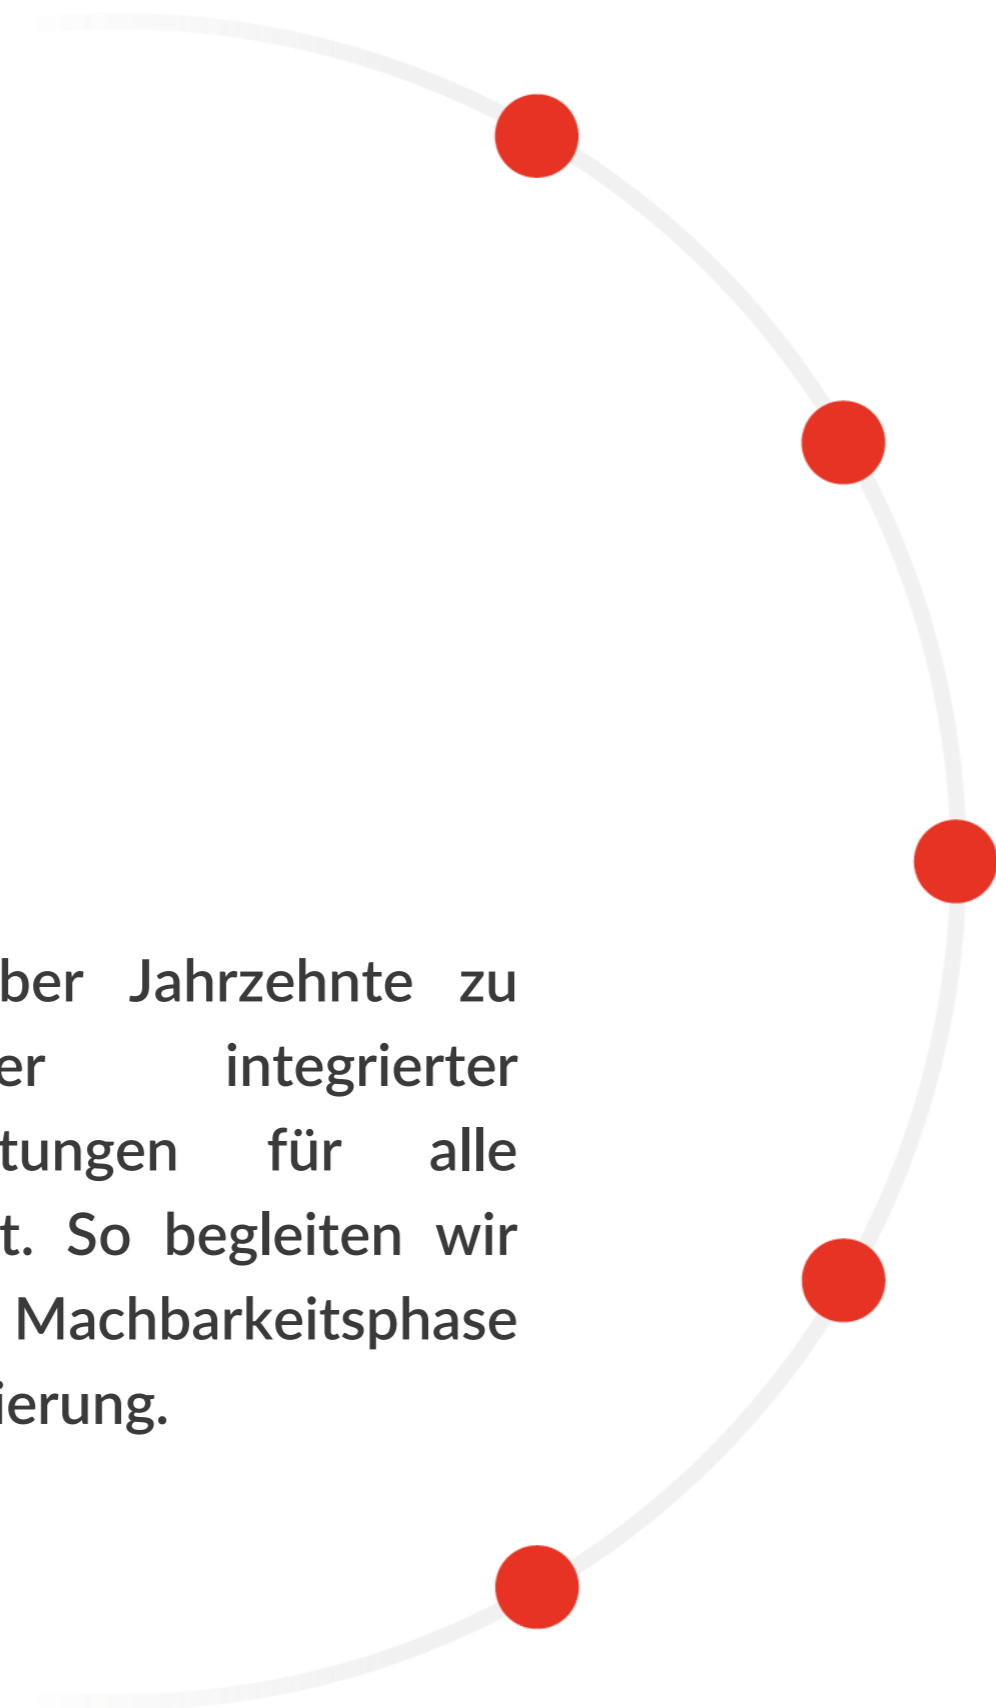 ber Jahrzehnte zu
er integrierter
tungen für alle
t. So begleiten wir
Machbarkeitsphase
ierung.